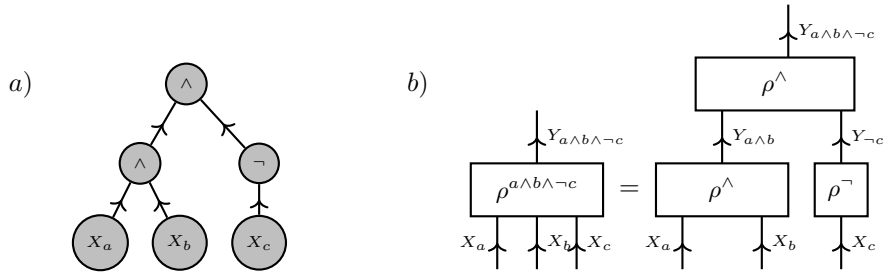 a)
∧
∧ ¬
X_a X_b X_c
b)
Y_{a∧b∧¬c}
ρ^∧
Y_{a∧b∧¬c} Y_{a∧b} Y_{¬c}
ρ^{a∧b∧¬c} = ρ^∧ ρ^¬
X_a X_b X_c X_a X_b X_c